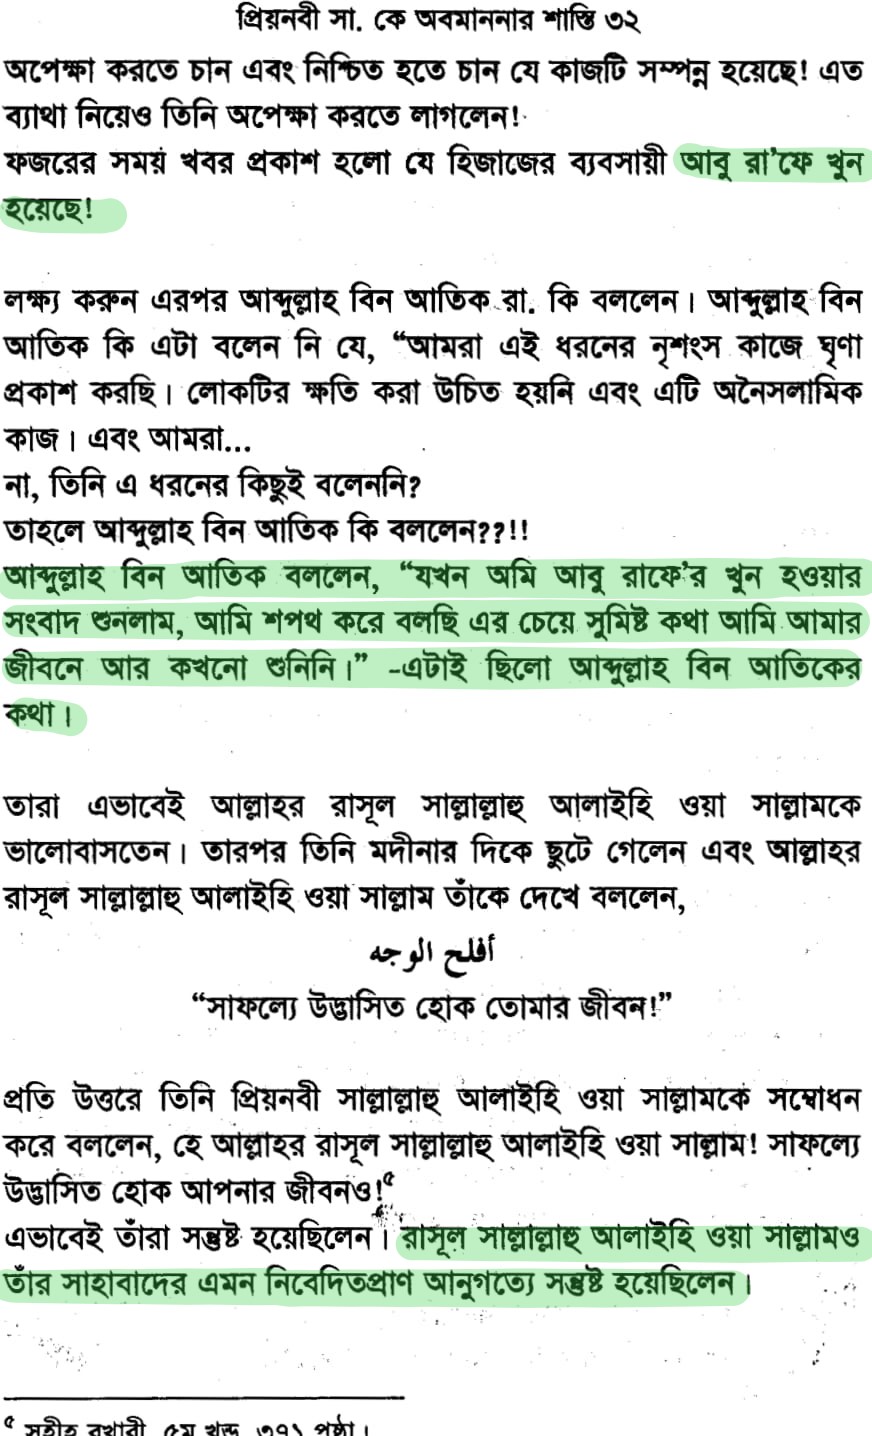 প্রিয়নবী সা. কে অবমাননার শাস্তি ৩২
অপেক্ষা করতে চান এবং নিশ্চিত হতে চান যে কাজটি সম্পন্ন হয়েছে! এত
ব্যাথা নিয়েও তিনি অপেক্ষা করতে লাগলেন!
ফজরের সময় খবর প্রকাশ হলো যে হিজাজের ব্যবসায়ী আবু রা’ফে খুন
হয়েছে!
লক্ষ্য করুন এরপর আব্দুল্লাহ বিন আতিক রা. কি বললেন। আব্দুল্লাহ বিন
আতিক কি এটা বলেন নি যে, “আমরা এই ধরনের নৃশংস কাজে ঘৃণা
প্রকাশ করছি। লোকটির ক্ষতি করা উচিত হয়নি এবং এটি অনৈসলামিক
কাজ। এবং আমরা...
না, তিনি এ ধরনের কিছুই বলেননি?
তাহলে আব্দুল্লাহ বিন আতিক কি বললেন??!!
আব্দুল্লাহ বিন আতিক বললেন, “যখন অমি আবু রাফে’র খুন হওয়ার
সংবাদ শুনলাম, আমি শপথ করে বলছি এর চেয়ে সুমিষ্ট কথা আমি আমার
জীবনে আর কখনো শুনিনি।” -এটাই ছিলো আব্দুল্লাহ বিন আতিকের
কথা।
তারা এভাবেই আল্লাহর রাসূল সাল্লাল্লাহু আলাইহি ওয়া সাল্লামকে
ভালোবাসতেন। তারপর তিনি মদীনার দিকে ছুটে গেলেন এবং আল্লাহর
রাসূল সাল্লাল্লাহু আলাইহি ওয়া সাল্লাম তাঁকে দেখে বললেন,
أفلح الوجه
“সাফল্যে উদ্ভাসিত হোক তোমার জীবন!”
প্রতি উত্তরে তিনি প্রিয়নবী সাল্লাল্লাহু আলাইহি ওয়া সাল্লামকে সম্বোধন
করে বললেন, হে আল্লাহর রাসূল সাল্লাল্লাহু আলাইহি ওয়া সাল্লাম! সাফল্যে
উদ্ভাসিত হোক আপনার জীবনও!৫
এভাবেই তাঁরা সন্তুষ্ট হয়েছিলেন। রাসূল সাল্লাল্লাহু আলাইহি ওয়া সাল্লামও
তাঁর সাহাবাদের এমন নিবেদিতপ্রাণ আনুগত্যে সন্তুষ্ট হয়েছিলেন।
৫ সহীহ বুখারী, ৫ম খন্ড, ৩৭১ পৃষ্ঠা।